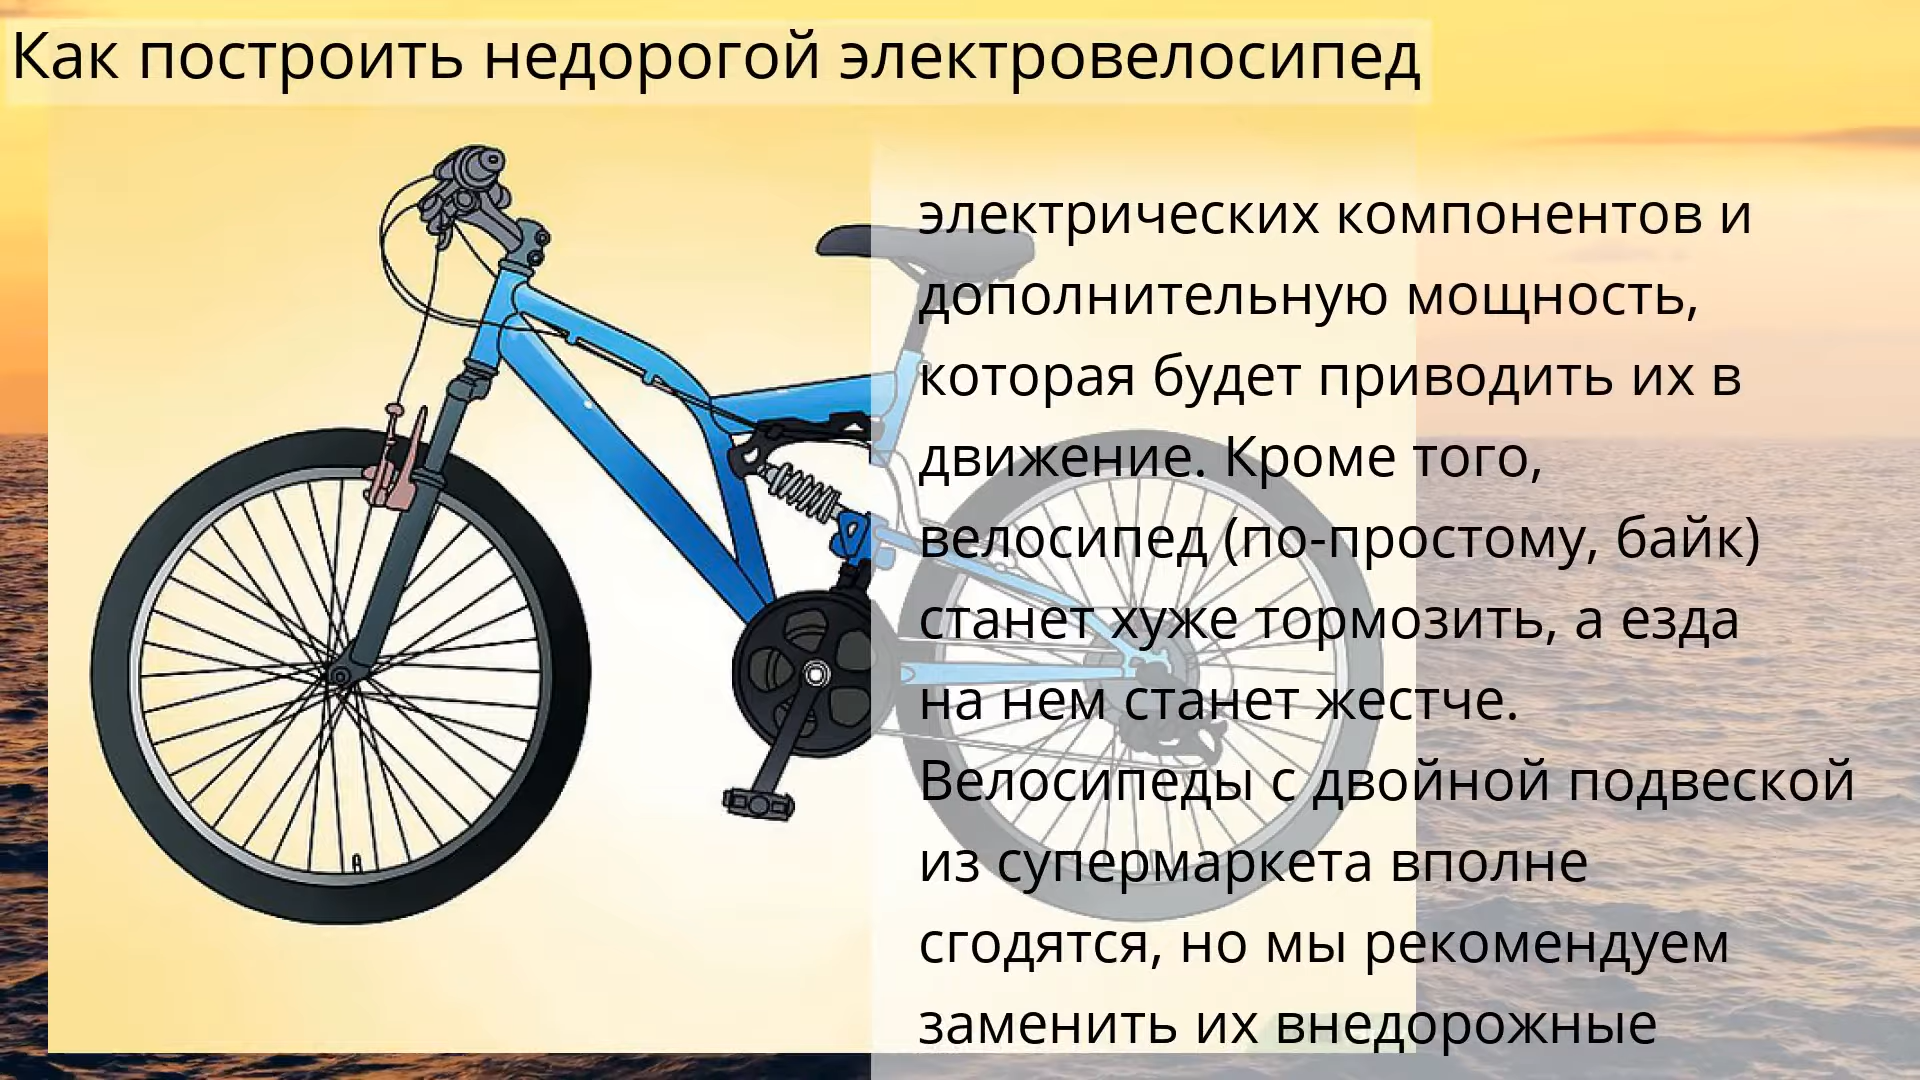 Как построить недорогой электровелосипед
электрических компонентов и
дополнительную мощность,
которая будет приводить их в
движение. Кроме того,
велосипед (по-простому, байк)
станет хуже тормозить, а езда
на нем станет жестче.
Велосипеды с двойной подвеской
из супермаркета вполне
сгодятся, но мы рекомендуем
заменить их внедорожные